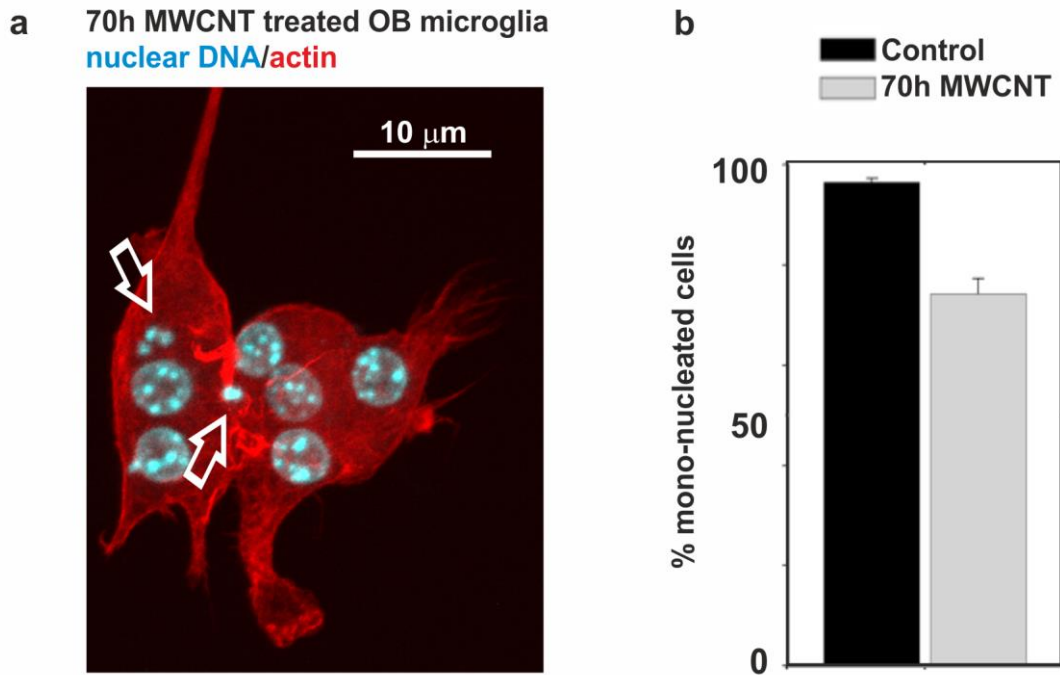 a
70h MWCNT treated OB microglia
nuclear DNA/actin
10 μm
b
Control
70h MWCNT
100
50
0
% mono-nucleated cells